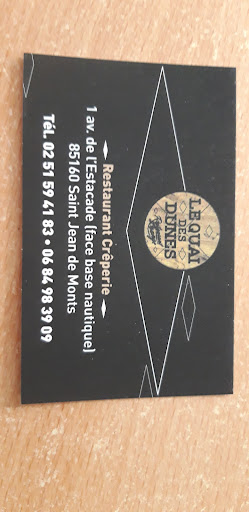 LE QUAI
DES
DUNES
Restaurant Crêperie
1 av. de l'Estacade (face base nautique)
85160 Saint Jean de Monts
Tél. 02 51 59 41 83 • 06 84 98 39 09